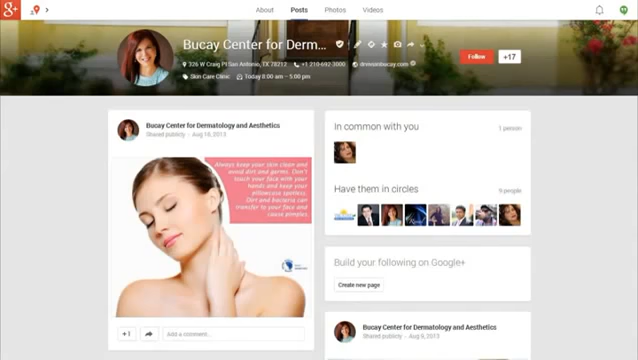 g+
About
Posts
Photos
Videos
Bucay Center for Derm...
326 W Craig Pl San Antonio, TX 78212
+1 210-692-3000
drvivianbucay.com
Skin Care Clinic
Today 8:00 am – 5:00 pm
Follow
+17
Bucay Center for Dermatology and Aesthetics
Shared publicly - Aug 16, 2013
Always keep your skin clean and
avoid dirt and germs. Don't
touch your face with your
hands and keep your
pillowcase spotless.
Dirt and bacteria can
transfer to your face and
cause pimples
+1
Add a comment...
In common with you
1 person
Have them in circles
9 people
Build your following on Google+
Create new page
Bucay Center for Dermatology and Aesthetics
Shared publicly - Aug 9, 2013